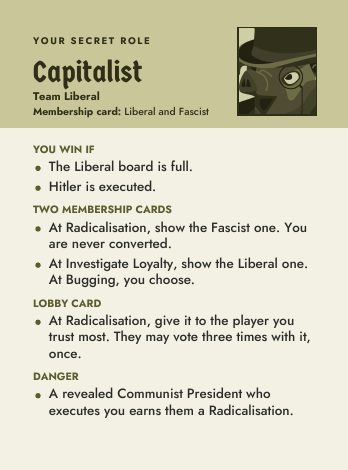 YOUR SECRET ROLE
Capitalist
Team Liberal
Membership card: Liberal and Fascist
YOU WIN IF
• The Liberal board is full.
• Hitler is executed.
TWO MEMBERSHIP CARDS
• At Radicalisation, show the Fascist one. You
are never converted.
• At Investigate Loyalty, show the Liberal one.
At Bugging, you choose.
LOBBY CARD
• At Radicalisation, give it to the player you
trust most. They may vote three times with it,
once.
DANGER
• A revealed Communist President who
executes you earns them a Radicalisation.